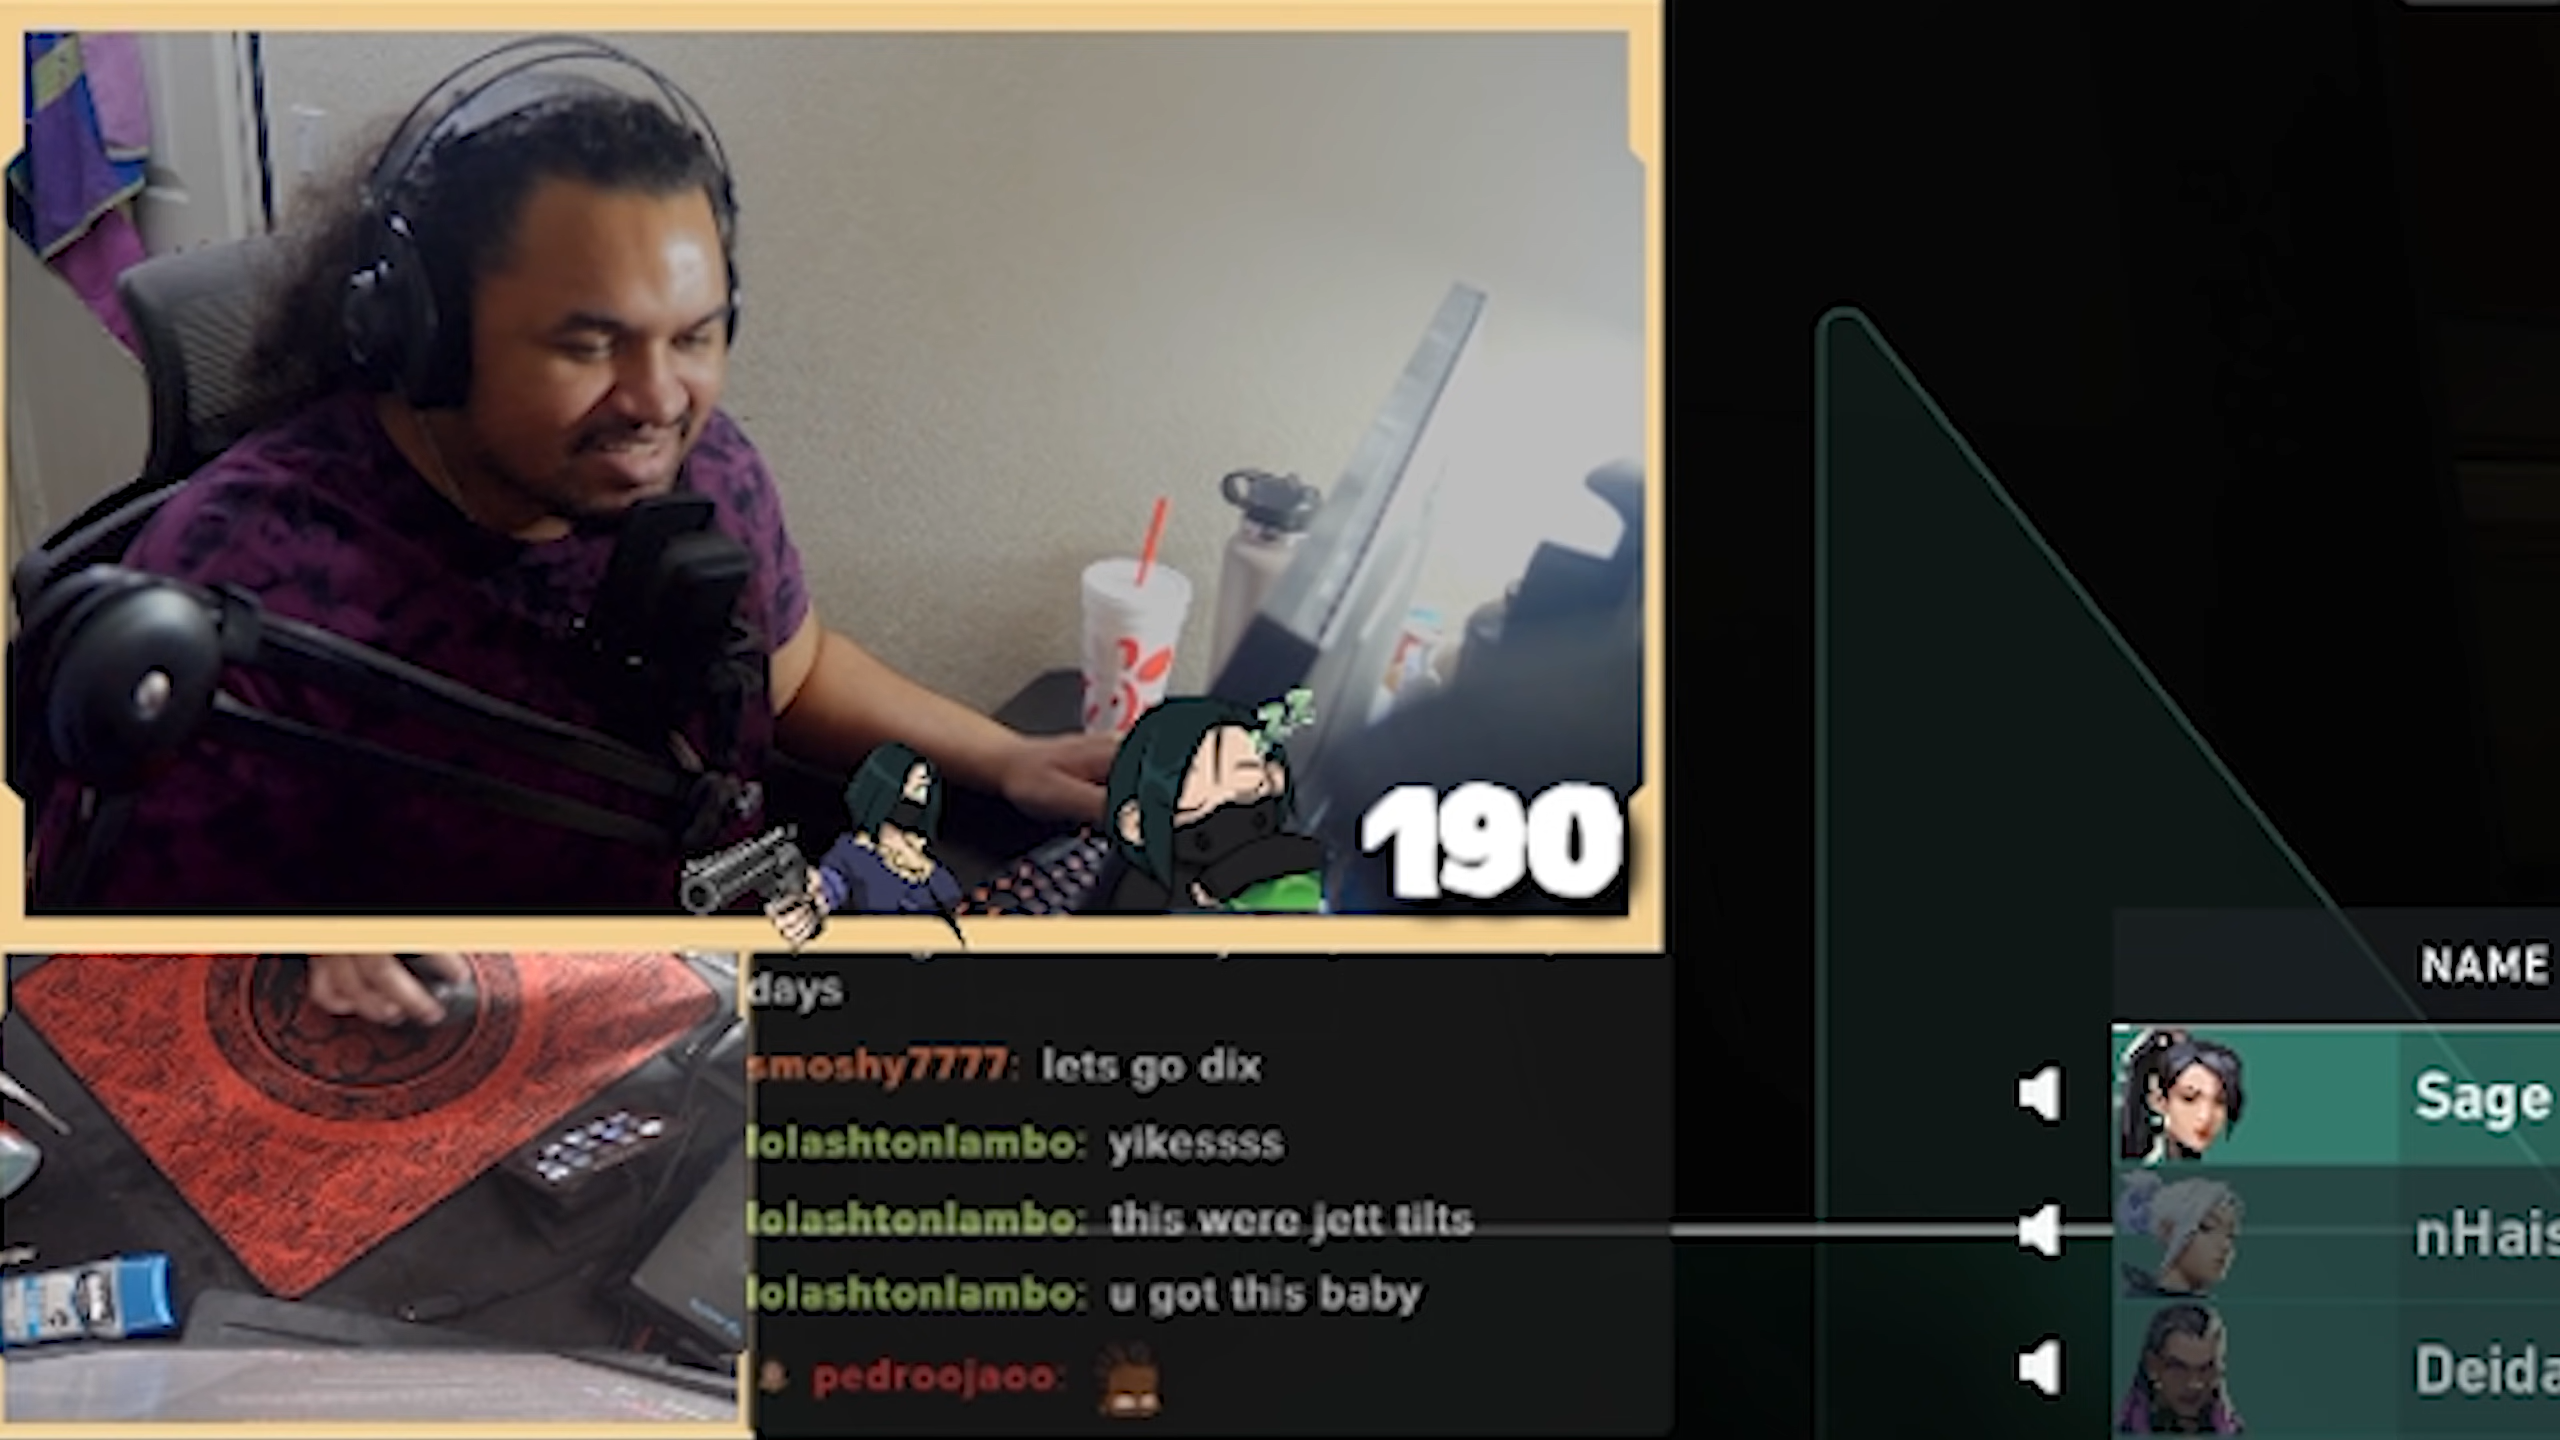 190
days
smoshy7777: lets go dix
lolashtonlambo: yikessss
lolashtonlambo: this were jett tilts
lolashtonlambo: u got this baby
pedroojaoo:
NAME
Sage
nHais
Deida